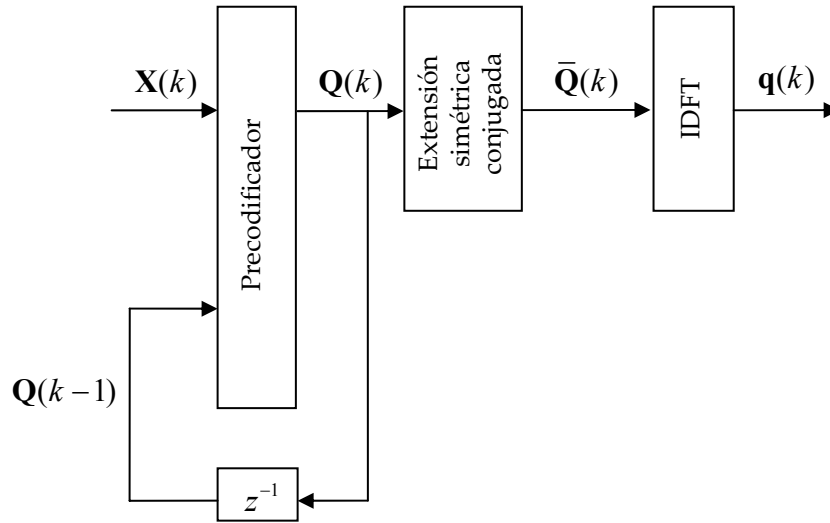 X(k)
Precodificador
Q(k)
Extensión
simétrica
conjugada
Q̄(k)
IDFT
q(k)
Q(k−1)
z⁻¹